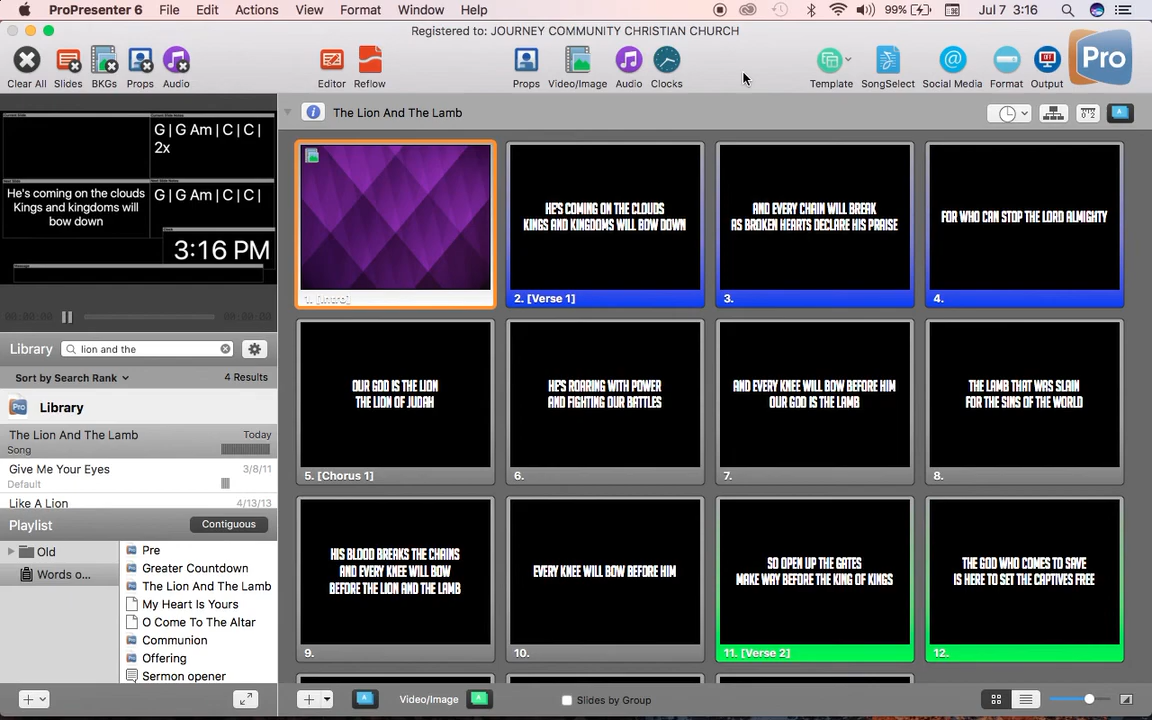 ProPresenter 6 File Edit Actions View Format Window Help 99% Jul 7 3:16
Registered to: JOURNEY COMMUNITY CHRISTIAN CHURCH
Clear All Slides BKGs Props Audio Editor Reflow Props Video/Image Audio Clocks Template SongSelect Social Media Format Output Pro
The Lion And The Lamb
G | G Am | C | C |
2x
He's coming on the clouds
Kings and kingdoms will
bow down
G | G Am | C | C |
3:16 PM
Library lion and the
Sort by Search Rank 4 Results
Pro Library
The Lion And The Lamb Today
Song
Give Me Your Eyes 3/8/11
Default
Like A Lion 4/13/13
Playlist Contiguous
Old
Words o...
Pre
Greater Countdown
The Lion And The Lamb
My Heart Is Yours
O Come To The Altar
Communion
Offering
Sermon opener
1. [Intro]
HE'S COMING ON THE CLOUDS
KINGS AND KINGDOMS WILL BOW DOWN
2. [Verse 1]
AND EVERY CHAIN WILL BREAK
AS BROKEN HEARTS DECLARE HIS PRAISE
3.
FOR WHO CAN STOP THE LORD ALMIGHTY
4.
OUR GOD IS THE LION
THE LION OF JUDAH
5. [Chorus 1]
HE'S ROARING WITH POWER
AND FIGHTING OUR BATTLES
6.
AND EVERY KNEE WILL BOW BEFORE HIM
OUR GOD IS THE LAMB
7.
THE LAMB THAT WAS SLAIN
FOR THE SINS OF THE WORLD
8.
HIS BLOOD BREAKS THE CHAINS
AND EVERY KNEE WILL BOW
BEFORE THE LION AND THE LAMB
9.
EVERY KNEE WILL BOW BEFORE HIM
10.
SO OPEN UP THE GATES
MAKE WAY BEFORE THE KING OF KINGS
11. [Verse 2]
THE GOD WHO COMES TO SAVE
IS HERE TO SET THE CAPTIVES FREE
12.
Video/Image Slides by Group